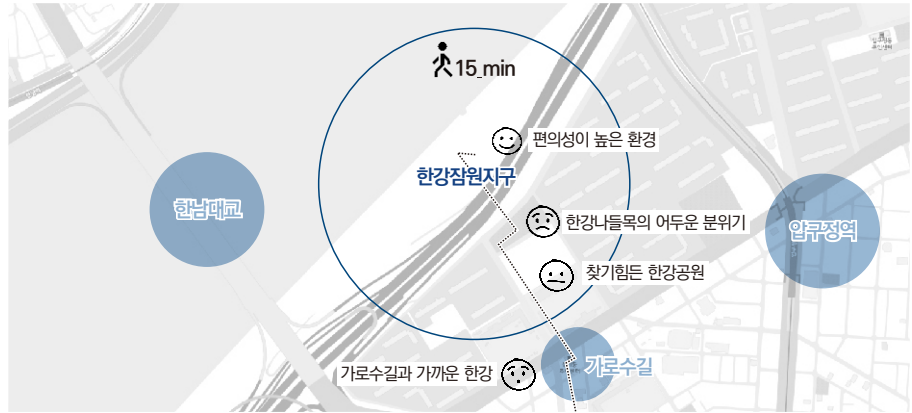 15_min
편의성이 높은 환경
한강잠원지구
한남대교
한강나들목의 어두운 분위기
압구정역
찾기힘든 한강공원
가로수길과 가까운 한강
가로수길